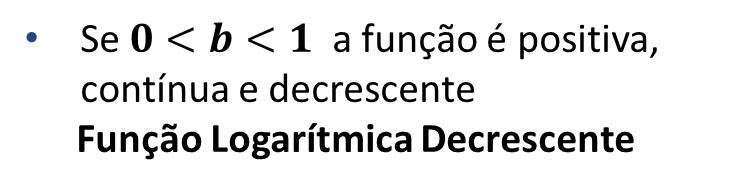 • Se 0 < b < 1 a função é positiva,
contínua e decrescente
Função Logarítmica Decrescente